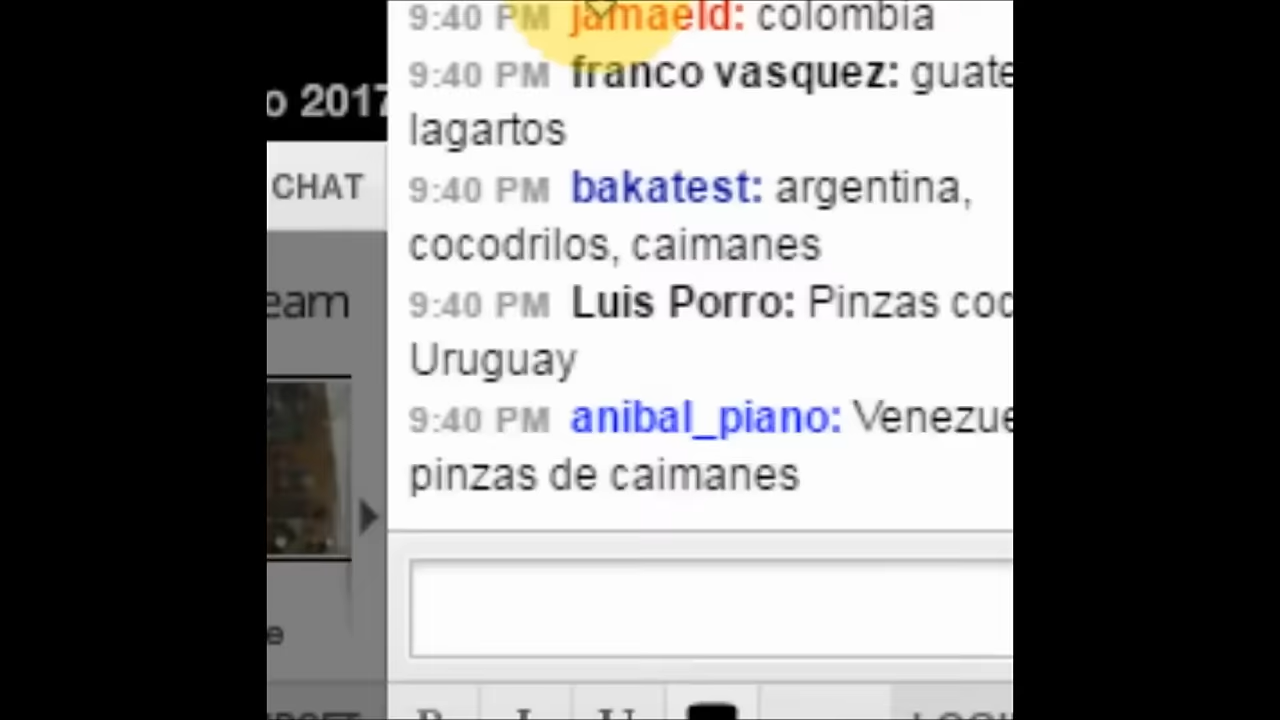 9:40 PM jamaeld: colombia
9:40 PM franco vasquez: guate
lagartos
o 2017
CHAT
9:40 PM bakatest: argentina,
cocodrilos, caimanes
eam
9:40 PM Luis Porro: Pinzas coc
Uruguay
9:40 PM anibal_piano: Venezue
pinzas de caimanes
e
B I U